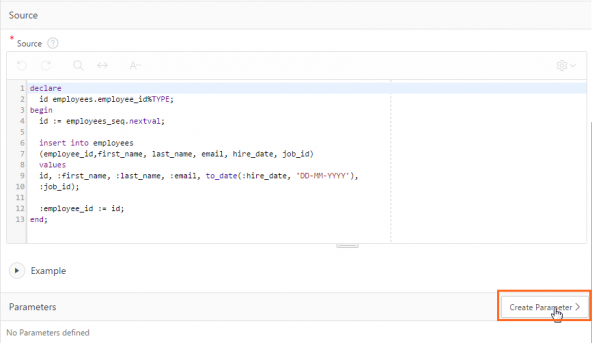 Source
* Source ?
A
1 declare
2 id employees.employee_id%TYPE;
3 begin
4 id := employees_seq.nextval;
5
6 insert into employees
7 (employee_id,first_name, last_name, email, hire_date, job_id)
8 values
9 id, :first_name, :last_name, :email, to_date(:hire_date, 'DD-MM-YYYY'),
10 :job_id);
11
12 :employee_id := id;
13 end;
Example
Parameters Create Parameter >
No Parameters defined